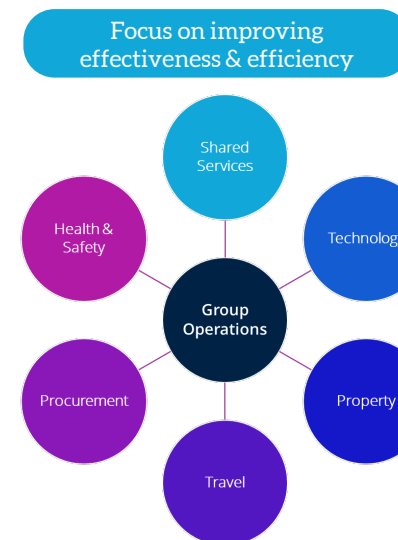 Focus on improving
effectiveness & efficiency
Shared
Services
Health &
Safety
Technolog
Group
Operations
Procurement
Property
Travel